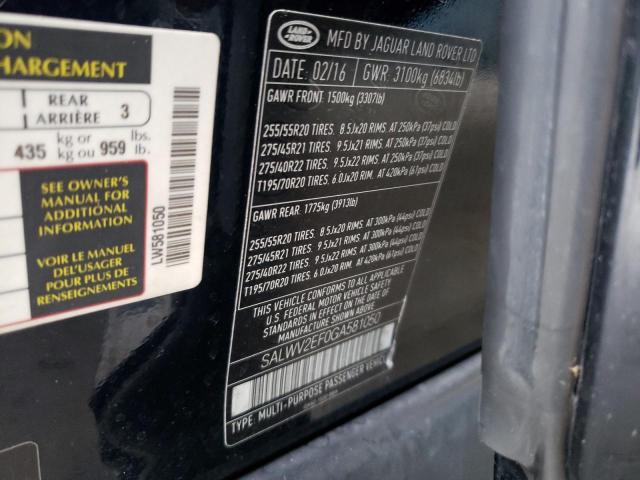 ON
CHARGEMENT
REAR
ARRIÈRE 3
435 kg or lbs.
kg ou 959 lb.
SEE OWNER'S
MANUAL FOR
ADDITIONAL
INFORMATION
VOIR LE MANUEL
DEL'USAGER
POUR PLUS DE
RENSEIGNEMENTS
LW581050
LAND
ROVER
MFD BY JAGUAR LAND ROVER LTD
DATE: 02/16 GWR: 3100kg (6834lb)
GAWR FRONT 1500kg (3307lb)
255/55R20 TIRES. 8.5Jx20 RIMS. AT 250kPa (37psi) COLD
275/45R21 TIRES. 9.5Jx21 RIMS. AT 250kPa (37psi) COLD
275/40R22 TIRES. 9.5Jx22 RIMS. AT 250kPa (37psi) COLD
T195/70R20 TIRES. 6.0Jx20 RIM. AT 420kPa (61psi) COLD
GAWR REAR 1775kg (3913lb)
255/55R20 TIRES. 8.5Jx20 RIMS. AT 300kPa (44psi) COLD
275/45R21 TIRES. 9.5Jx21 RIMS. AT 300kPa (44psi) COLD
275/40R22 TIRES. 9.5Jx22 RIMS. AT 300kPa (44psi) COLD
T195/70R20 TIRES. 6.0Jx20 RIM. AT 420kPa (61psi) COLD
THIS VEHICLE CONFORMS TO ALL APPLICABLE
U.S. FEDERAL MOTOR VEHICLE SAFETY STANDARDS
IN EFFECT ON THE DATE OF MANUFACTURE
SHOWN ABOVE.
SALWV2EF0GA581050
TYPE: MULTI-PURPOSE PASSENGER VEHICLE